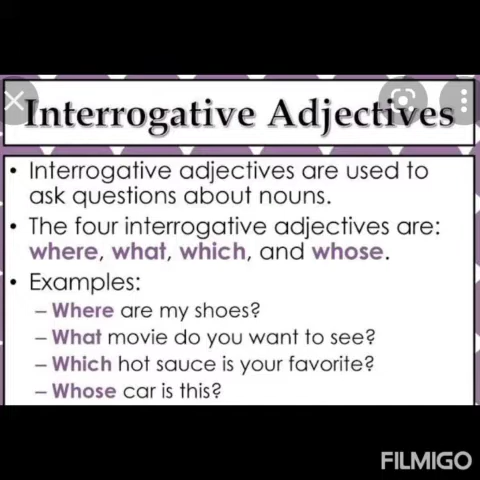 Interrogative Adjectives
• Interrogative adjectives are used to
ask questions about nouns.
• The four interrogative adjectives are:
where, what, which, and whose.
• Examples:
– Where are my shoes?
– What movie do you want to see?
– Which hot sauce is your favorite?
– Whose car is this?
FILMIGO